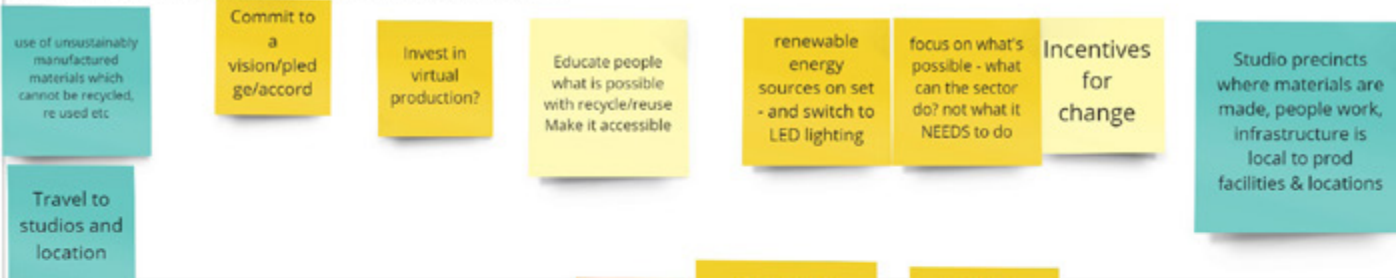 use of unsustainably
manufactured
materials which
cannot be recycled,
re used etc
Commit to
a
vision/pled
ge/accord
Invest in
virtual
production?
Educate people
what is possible
with recycle/reuse
Make it accessible
renewable
energy
sources on set
- and switch to
LED lighting
focus on what's
possible - what
can the sector
do? not what it
NEEDS to do
Incentives
for
change
Studio precincts
where materials are
made, people work,
infrastructure is
local to prod
facilities & locations
Travel to
studios and
location